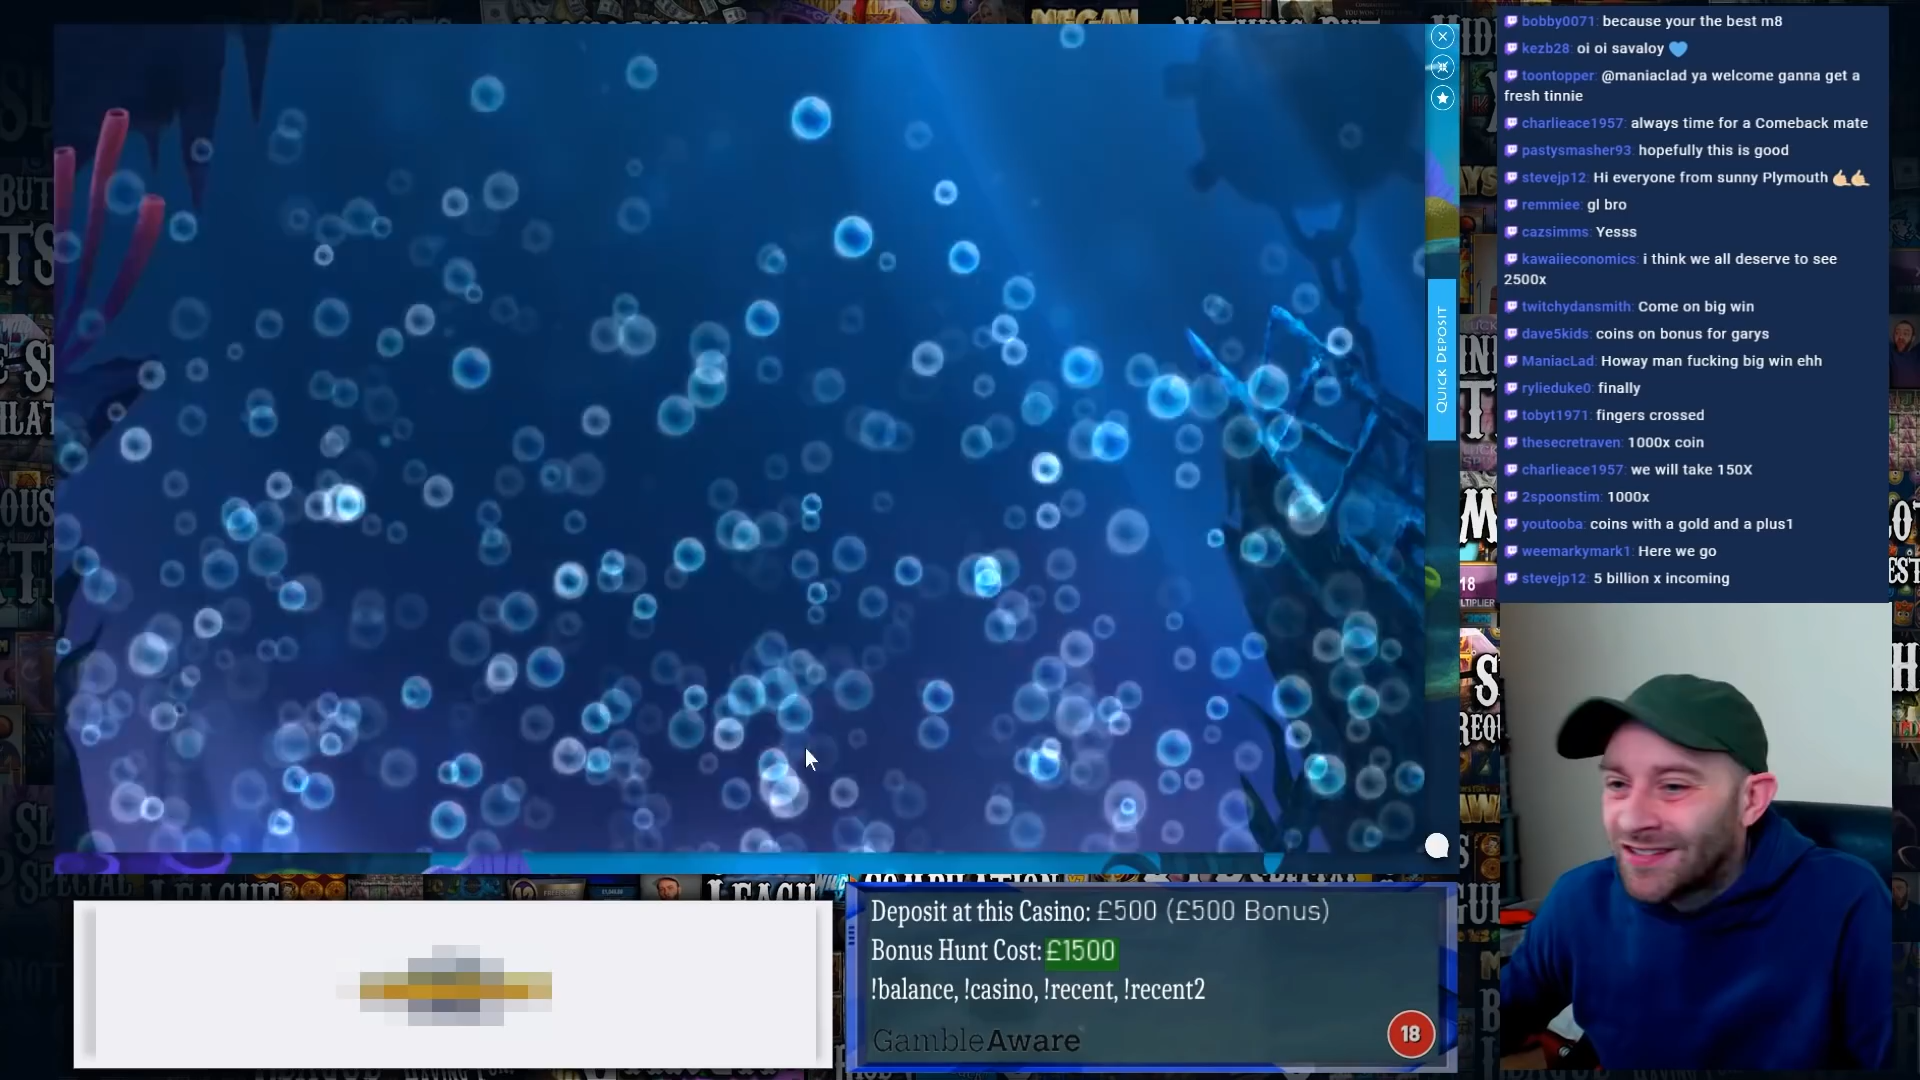 bobby0071: because your the best m8
kezb28: oi oi savaloy 💙
toontopper: @maniaclad ya welcome ganna get a
fresh tinnie
charlieace1957: always time for a Comeback mate
pastysmasher93: hopefully this is good
stevejp12: Hi everyone from sunny Plymouth 🤙🤙
remmiee: gl bro
cazsimms: Yesss
kawaiieconomics: i think we all deserve to see
2500x
twitchydansmith: Come on big win
dave5kids: coins on bonus for garys
ManiacLad: Howay man fucking big win ehh
rylieduke0: finally
tobyt1971: fingers crossed
thesecretraven: 1000x coin
charlieace1957: we will take 150X
2spoonstim: 1000x
youtooba: coins with a gold and a plus1
weemarkymark1: Here we go
stevejp12: 5 billion x incoming
QUICK DEPOSIT
Deposit at this Casino: £500 (£500 Bonus)
Bonus Hunt Cost: £1500
!balance, !casino, !recent, !recent2
GambleAware
18